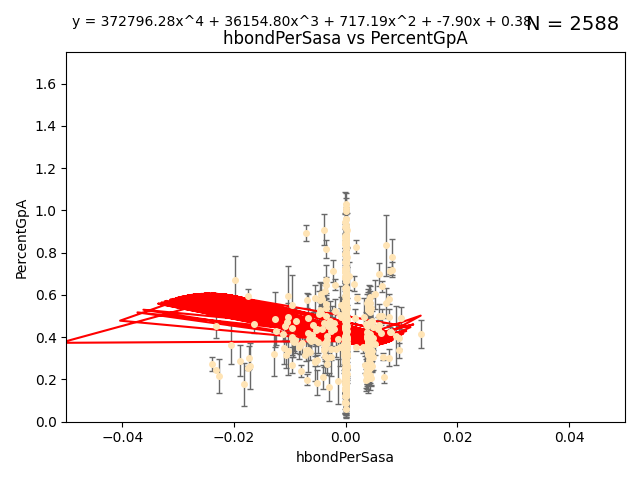 y = 372796.28x^4 + 36154.80x^3 + 717.19x^2 + -7.90x + 0.38
N = 2588
hbondPerSasa vs PercentGpA
PercentGpA
1.6
1.4
1.2
1.0
0.8
0.6
0.4
0.2
0.0
−0.04 −0.02 0.00 0.02 0.04
hbondPerSasa